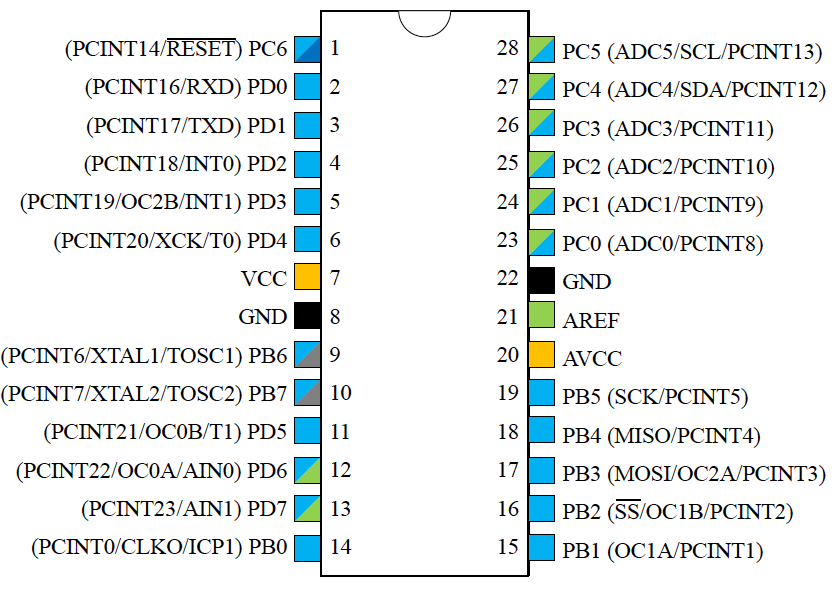 (PCINT14/RESET) PC6 1 28 PC5 (ADC5/SCL/PCINT13)
(PCINT16/RXD) PD0 2 27 PC4 (ADC4/SDA/PCINT12)
(PCINT17/TXD) PD1 3 26 PC3 (ADC3/PCINT11)
(PCINT18/INT0) PD2 4 25 PC2 (ADC2/PCINT10)
(PCINT19/OC2B/INT1) PD3 5 24 PC1 (ADC1/PCINT9)
(PCINT20/XCK/T0) PD4 6 23 PC0 (ADC0/PCINT8)
VCC 7 22 GND
GND 8 21 AREF
(PCINT6/XTAL1/TOSC1) PB6 9 20 AVCC
(PCINT7/XTAL2/TOSC2) PB7 10 19 PB5 (SCK/PCINT5)
(PCINT21/OC0B/T1) PD5 11 18 PB4 (MISO/PCINT4)
(PCINT22/OC0A/AIN0) PD6 12 17 PB3 (MOSI/OC2A/PCINT3)
(PCINT23/AIN1) PD7 13 16 PB2 (SS/OC1B/PCINT2)
(PCINT0/CLKO/ICP1) PB0 14 15 PB1 (OC1A/PCINT1)